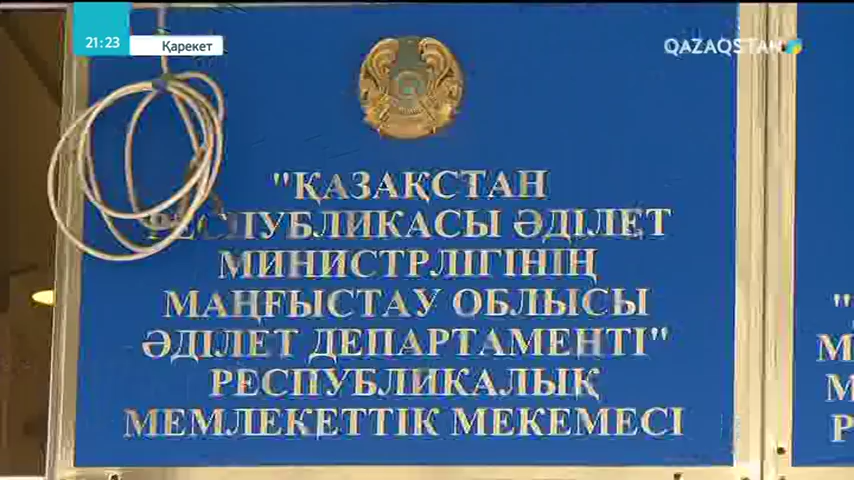 21:23
Қарекет
QAZAQSTAN
"ҚАЗАҚСТАН
РЕСПУБЛИКАСЫ ӘДІЛЕТ
МИНИСТРЛІГІНІҢ
МАҢҒЫСТАУ ОБЛЫСЫ
ӘДІЛЕТ ДЕПАРТАМЕНТІ"
РЕСПУБЛИКАЛЫҚ
МЕМЛЕКЕТТІК МЕКЕМЕСІ